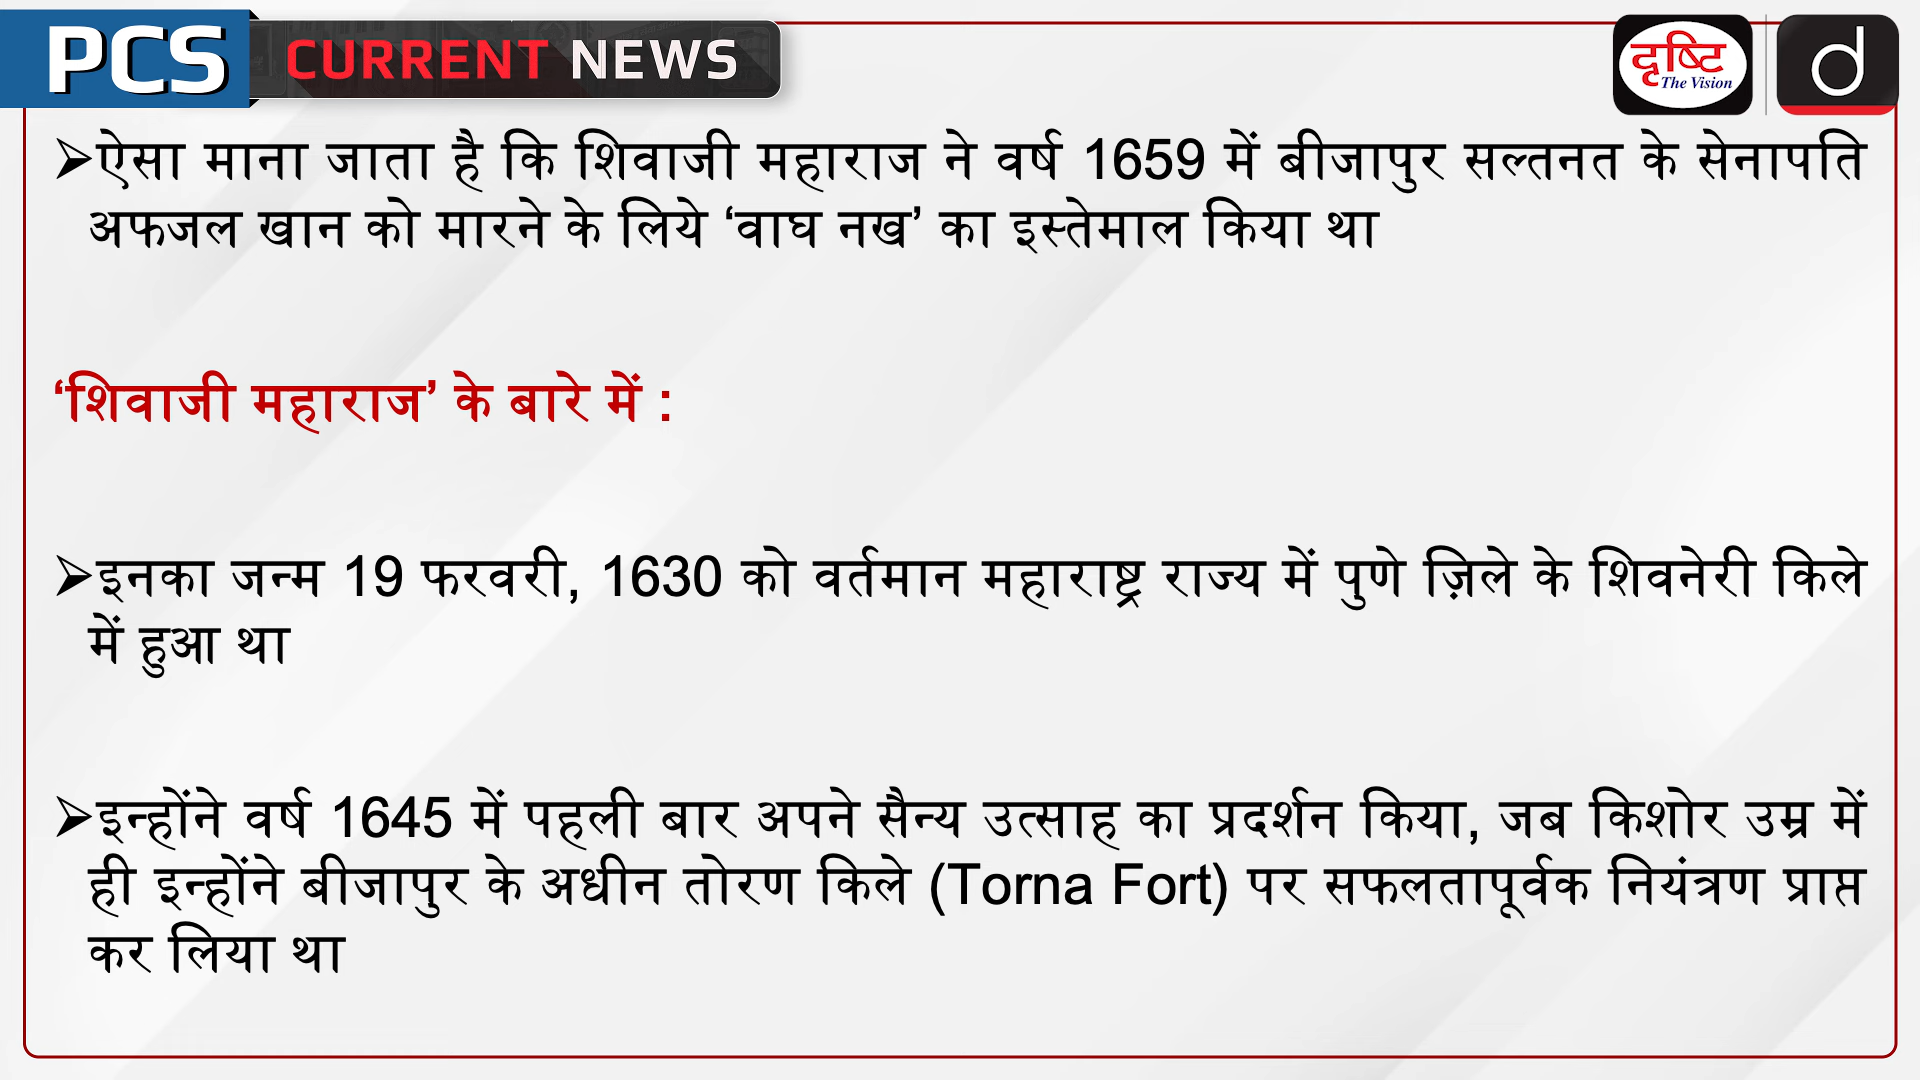 PCS CURRENT NEWS
दृष्टि
The Vision
d
➢ऐसा माना जाता है कि शिवाजी महाराज ने वर्ष 1659 में बीजापुर सल्तनत के सेनापति
अफजल खान को मारने के लिये ‘वाघ नख’ का इस्तेमाल किया था
‘शिवाजी महाराज’ के बारे में :
➢इनका जन्म 19 फरवरी, 1630 को वर्तमान महाराष्ट्र राज्य में पुणे ज़िले के शिवनेरी किले
में हुआ था
➢इन्होंने वर्ष 1645 में पहली बार अपने सैन्य उत्साह का प्रदर्शन किया, जब किशोर उम्र में
ही इन्होंने बीजापुर के अधीन तोरण किले (Torna Fort) पर सफलतापूर्वक नियंत्रण प्राप्त
कर लिया था